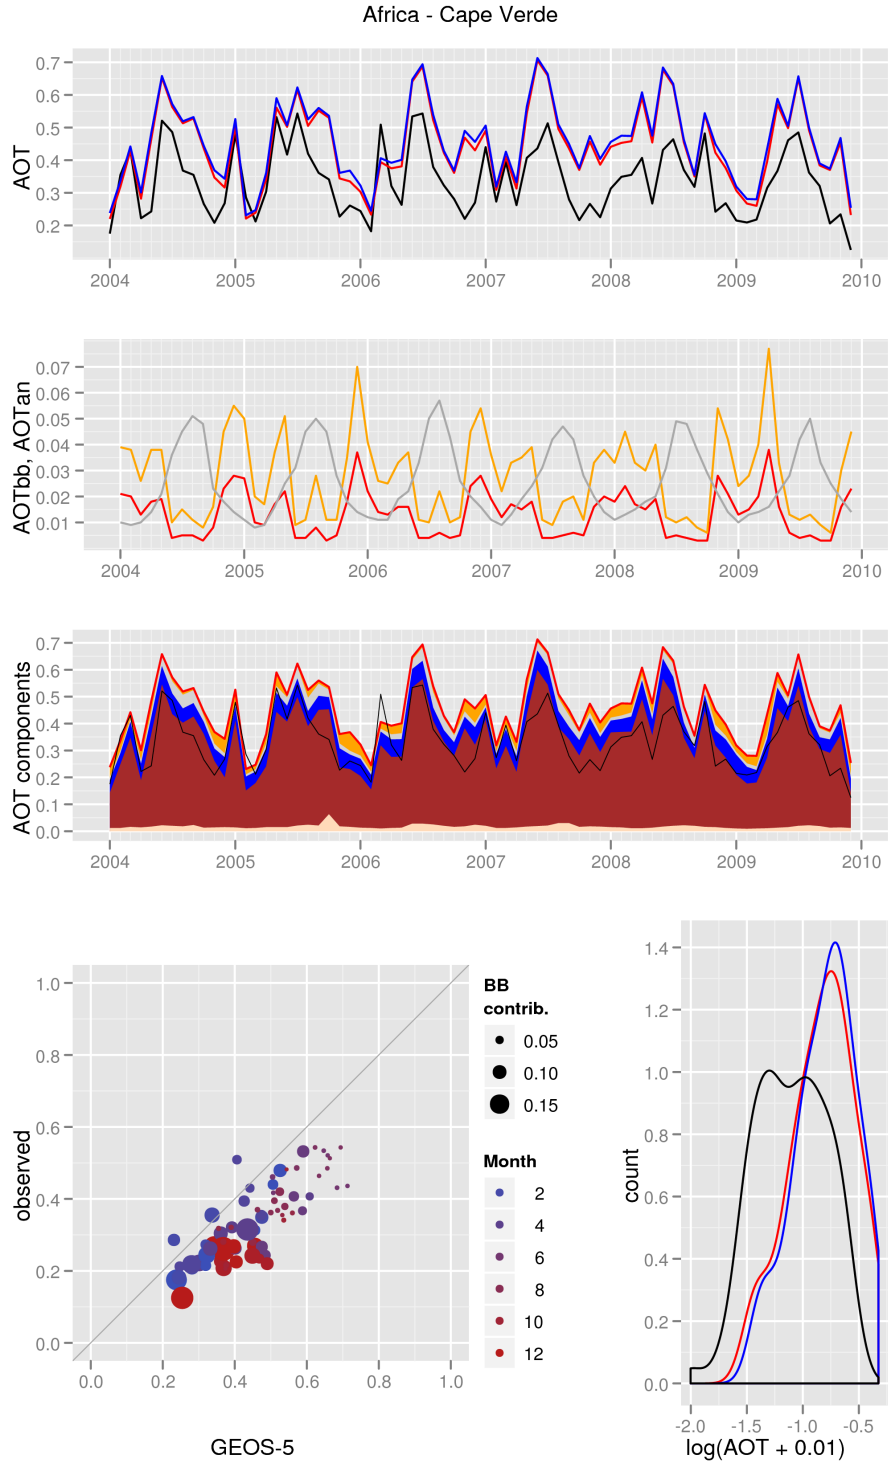 Africa - Cape Verde
AOT
0.7
0.6
0.5
0.4
0.3
0.2
2004 2005 2006 2007 2008 2009 2010
AOTbb, AOTan
0.07
0.06
0.05
0.04
0.03
0.02
0.01
2004 2005 2006 2007 2008 2009 2010
AOT components
0.7
0.6
0.5
0.4
0.3
0.2
0.1
0.0
2004 2005 2006 2007 2008 2009 2010
observed
1.0
0.8
0.6
0.4
0.2
0.0
0.0 0.2 0.4 0.6 0.8 1.0
GEOS-5
BB
contrib.
0.05
0.10
0.15
Month
2
4
6
8
10
12
count
1.4
1.2
1.0
0.8
0.6
0.4
0.2
0.0
-2.0 -1.5 -1.0 -0.5
log(AOT + 0.01)